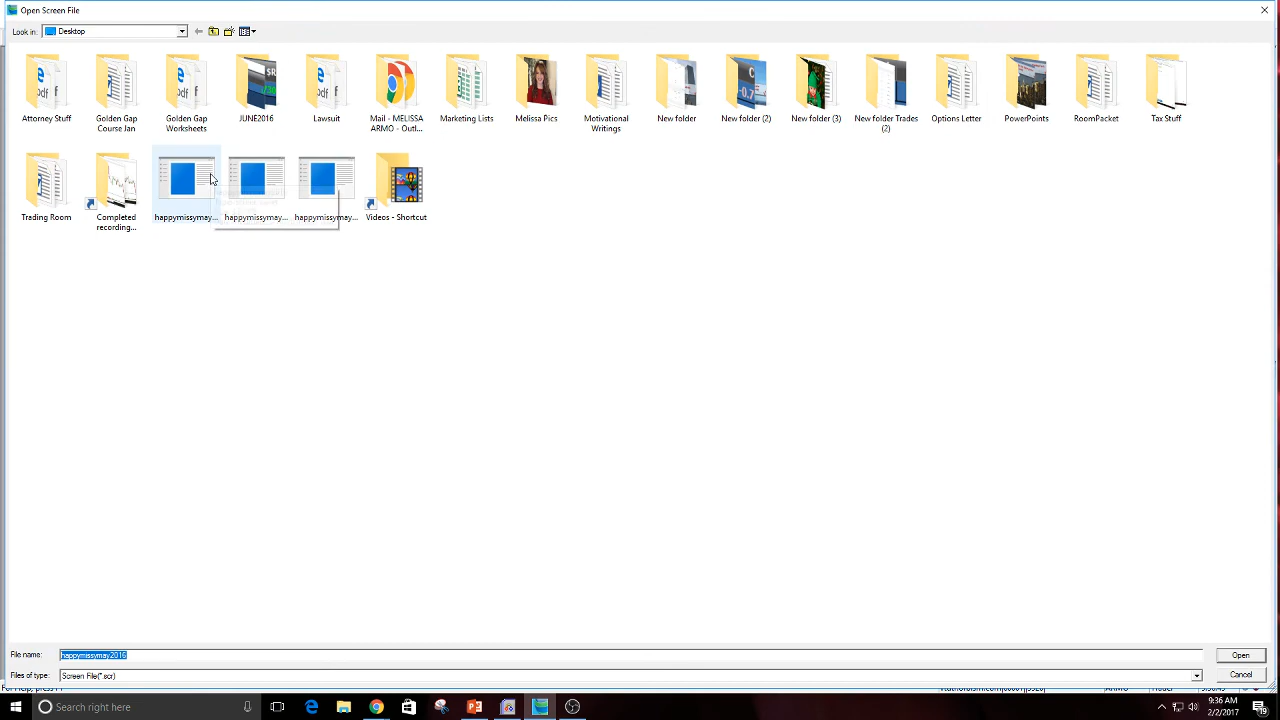 Open Screen File
Look in:
Desktop
Attorney Stuff
Golden Gap
Course Jan
Golden Gap
Worksheets
JUNE2016
Lawsuit
Mail - MELISSA
ARMO - Outl...
Marketing Lists
Melissa Pics
Motivational
Writings
New folder
New folder (2)
New folder (3)
New folder Trades
(2)
Options Letter
PowerPoints
RoomPacket
Tax Stuff
Trading Room
Completed
recording...
happymissymay...
happymissymay...
happymissymay...
Videos - Shortcut
File name:
happymissymay2016
Open
Files of type:
Screen File(*.scr)
Cancel
Search right here
9:36 AM
2/2/2017
19